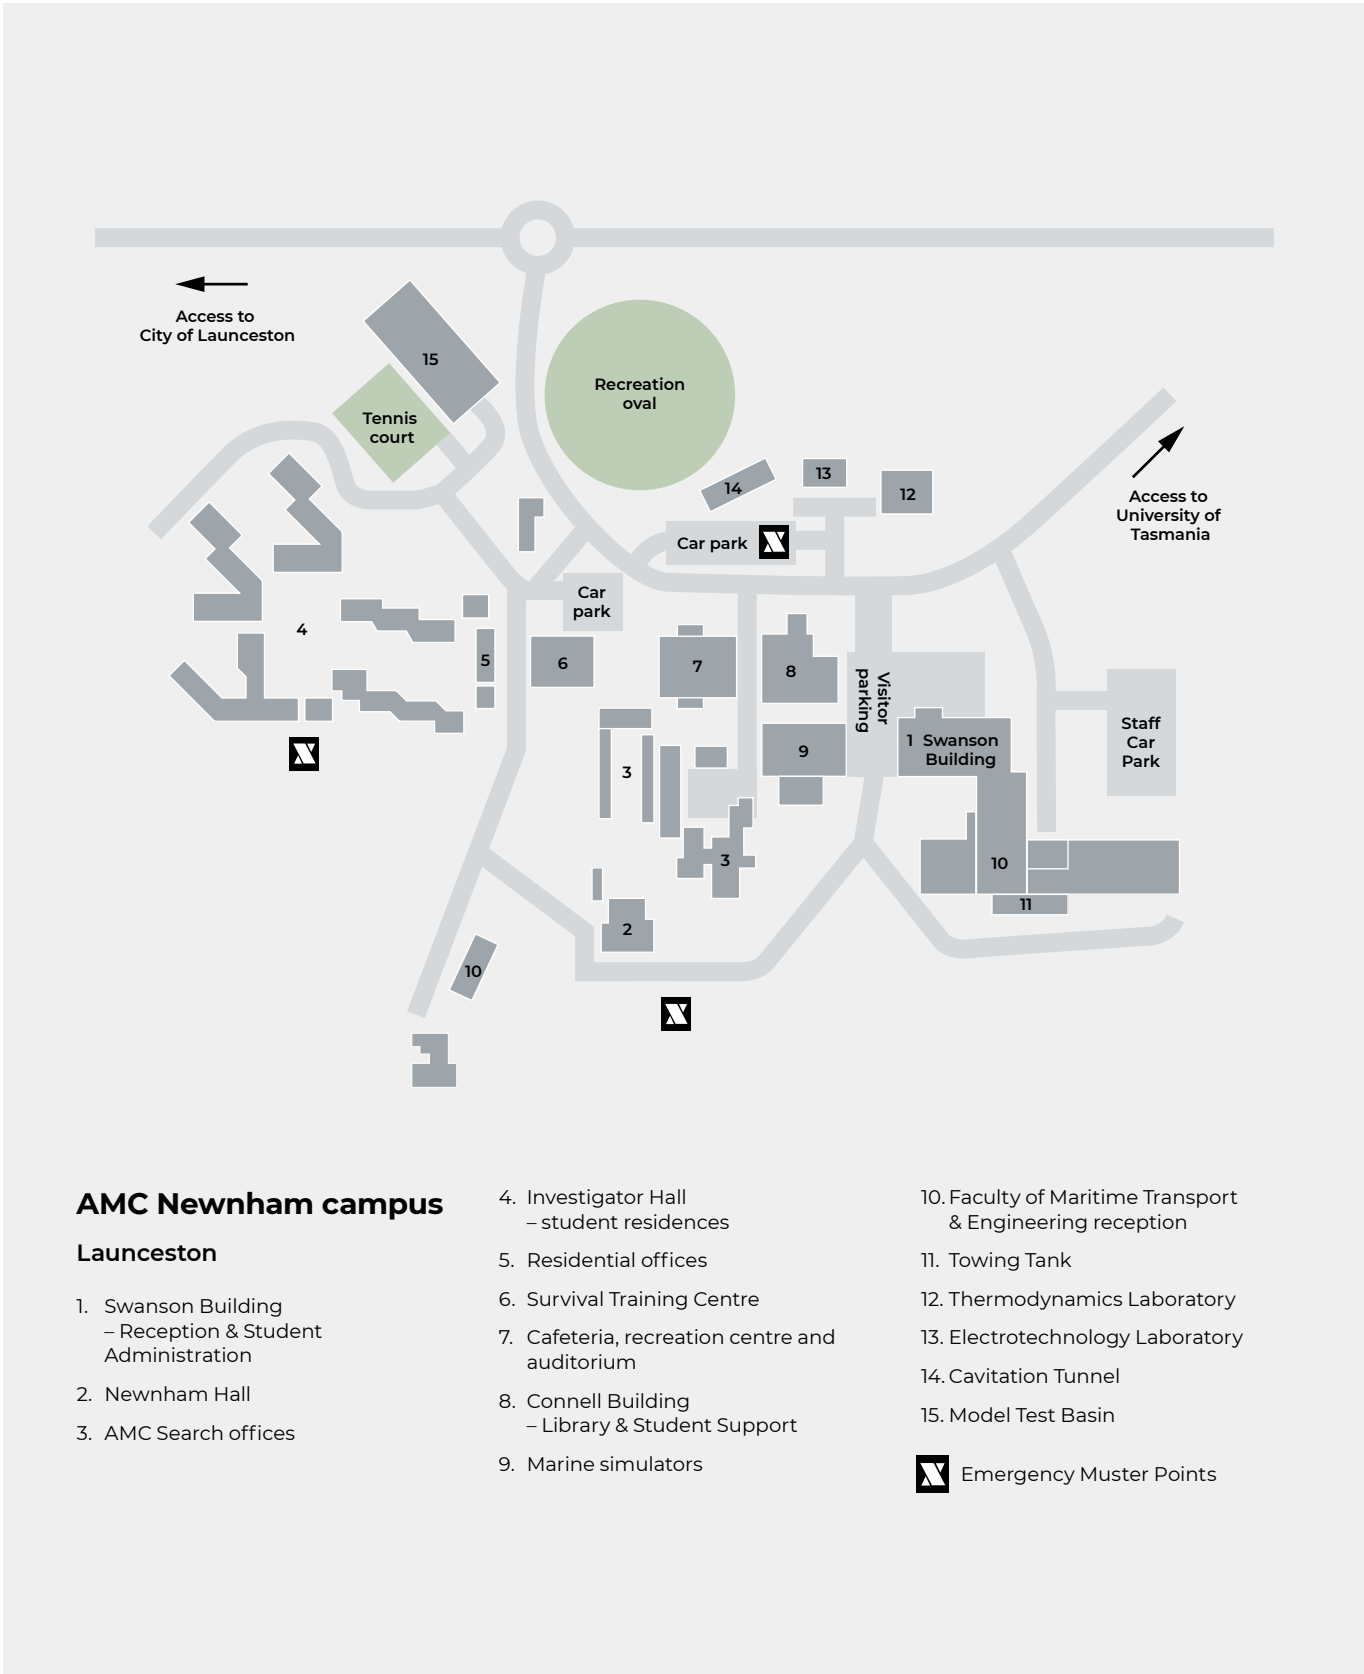 Access to
City of Launceston
15
Tennis
court
Recreation
oval
14
13
12
Access to
University of
Tasmania
Car park
Car
park
4
5
6
7
8
Visitor
parking
1 Swanson
Building
Staff
Car
Park
9
3
3
10
11
2
10
AMC Newnham campus
Launceston
1. Swanson Building
– Reception & Student
Administration
2. Newnham Hall
3. AMC Search offices
4. Investigator Hall
– student residences
5. Residential offices
6. Survival Training Centre
7. Cafeteria, recreation centre and
auditorium
8. Connell Building
– Library & Student Support
9. Marine simulators
10. Faculty of Maritime Transport
& Engineering reception
11. Towing Tank
12. Thermodynamics Laboratory
13. Electrotechnology Laboratory
14. Cavitation Tunnel
15. Model Test Basin
Emergency Muster Points